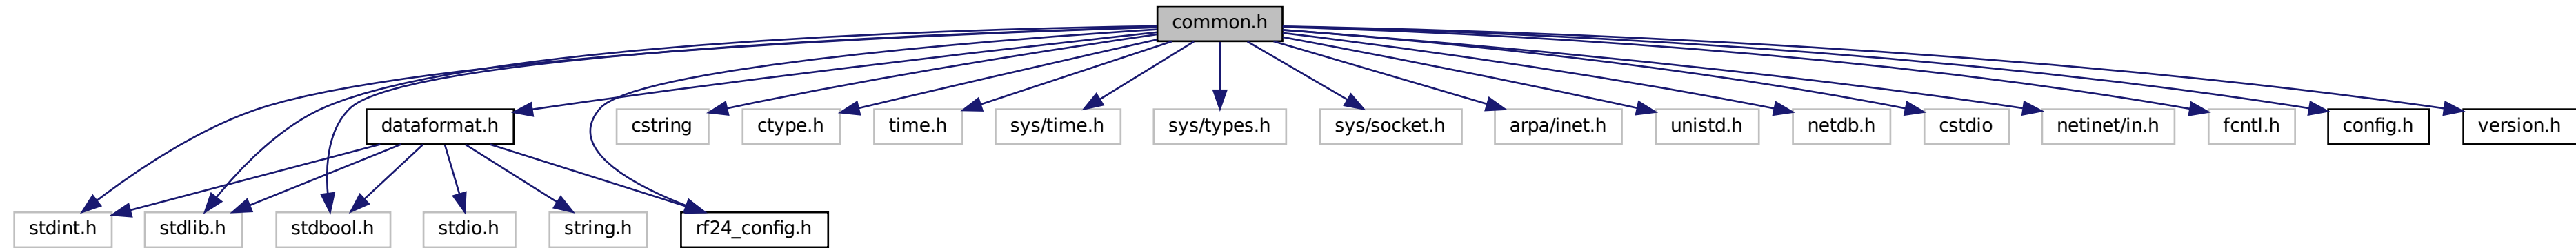 common.h
dataformat.h
cstring
ctype.h
time.h
sys/time.h
sys/types.h
sys/socket.h
arpa/inet.h
unistd.h
netdb.h
cstdio
netinet/in.h
fcntl.h
config.h
version.h
stdint.h
stdlib.h
stdbool.h
stdio.h
string.h
rf24_config.h